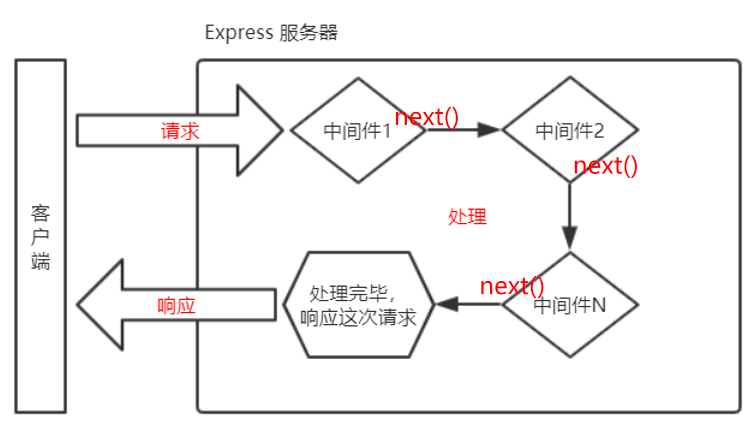 Express 服务器
客户端
请求
中间件1
next()
中间件2
next()
处理
响应
处理完毕，
响应这次请求
next()
中间件N